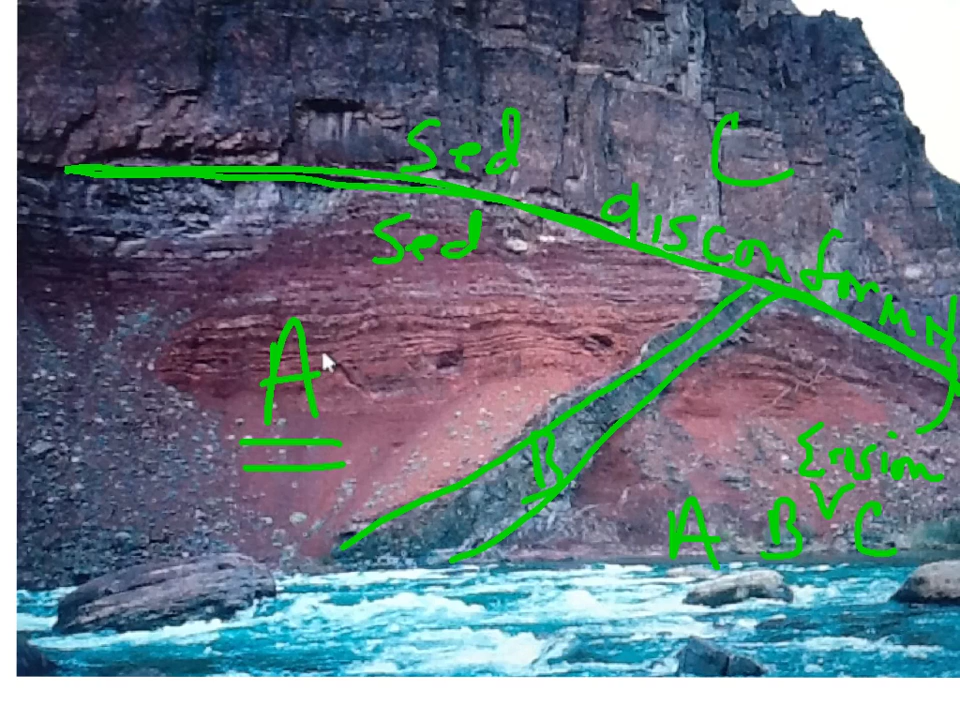 Sed
C
Sed
disconformity
A
B
Erosion
A B C